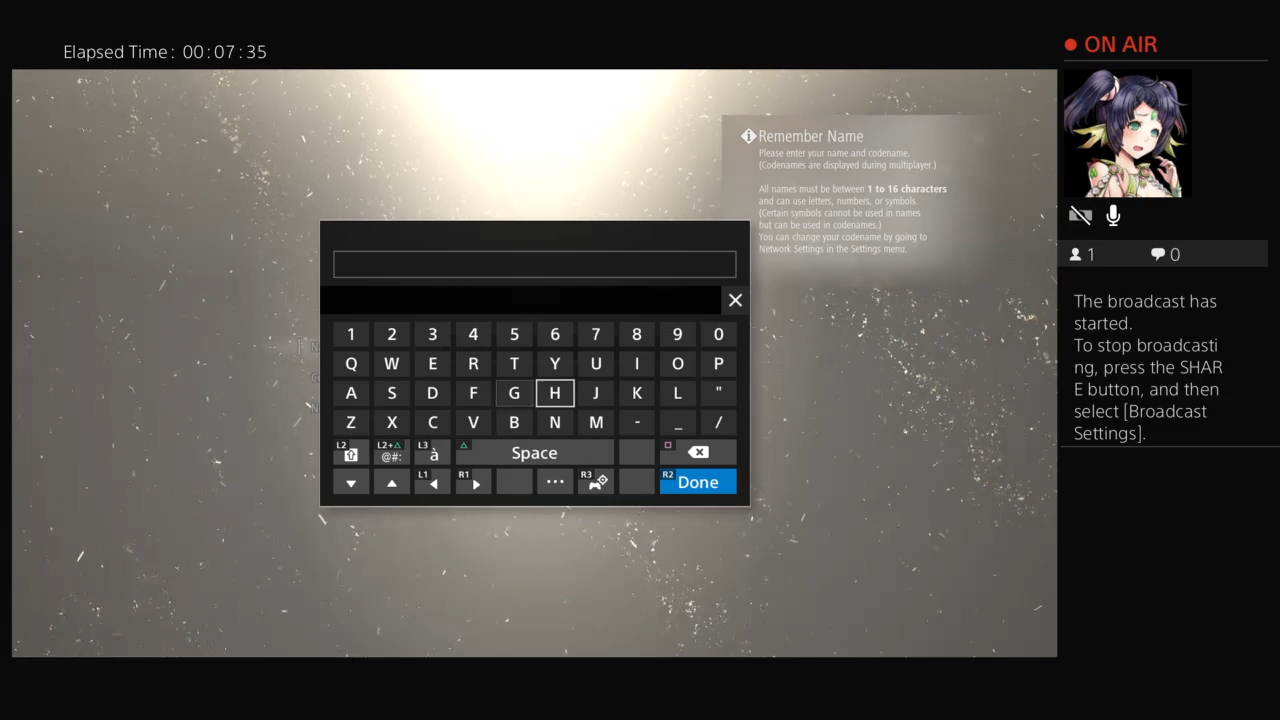 Elapsed Time: 00:07:35
ON AIR
Remember Name
Please enter your name and codename.
(Codenames are displayed during multiplayer.)
All names must be between 1 to 16 characters
and can use letters, numbers, or symbols.
(Certain symbols cannot be used in names
but can be used in codenames.)
You can change your codename by going to
Network Settings in the Settings menu.
1 0
The broadcast has
started.
To stop broadcasti
ng, press the SHAR
E button, and then
select [Broadcast
Settings].
1 2 3 4 5 6 7 8 9 0
Q W E R T Y U I O P
A S D F G H J K L "
Z X C V B N M - _ /
L2 L2+△ @#: L3 à △ Space □
L1 R1 ... R3 R2 Done